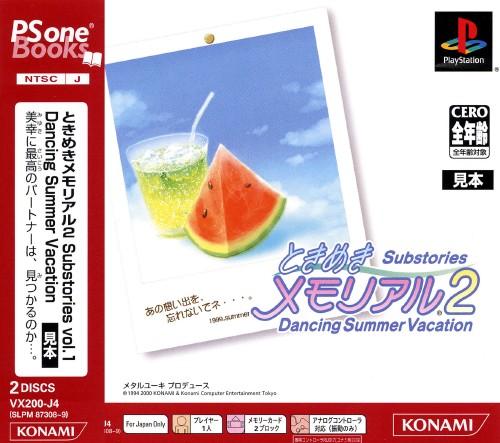 PS one
Books
NTSC J
ときめきメモリアル2 Substories vol.1
Dancing Summer Vacation
見本
美幸に最高のパートナーは、見つかるのか…。
2 DISCS
VX200-J4
(SLPM 87308~9)
KONAMI
PlayStation
CERO
全年齢
全年齢対象
見本
あの想い出を、
忘れないでネ・・・。
1999,summer
ときめき Substories
メモリアル2
Dancing Summer Vacation
メタルユーキ プロデュース
© 1994 2000 KONAMI & Konami Computer Entertainment Tokyo
For Japan Only
プレイヤー
1人
メモリーカード
2ブロック
アナログコントローラ
対応(振動のみ)
KONAMI
KONAMI